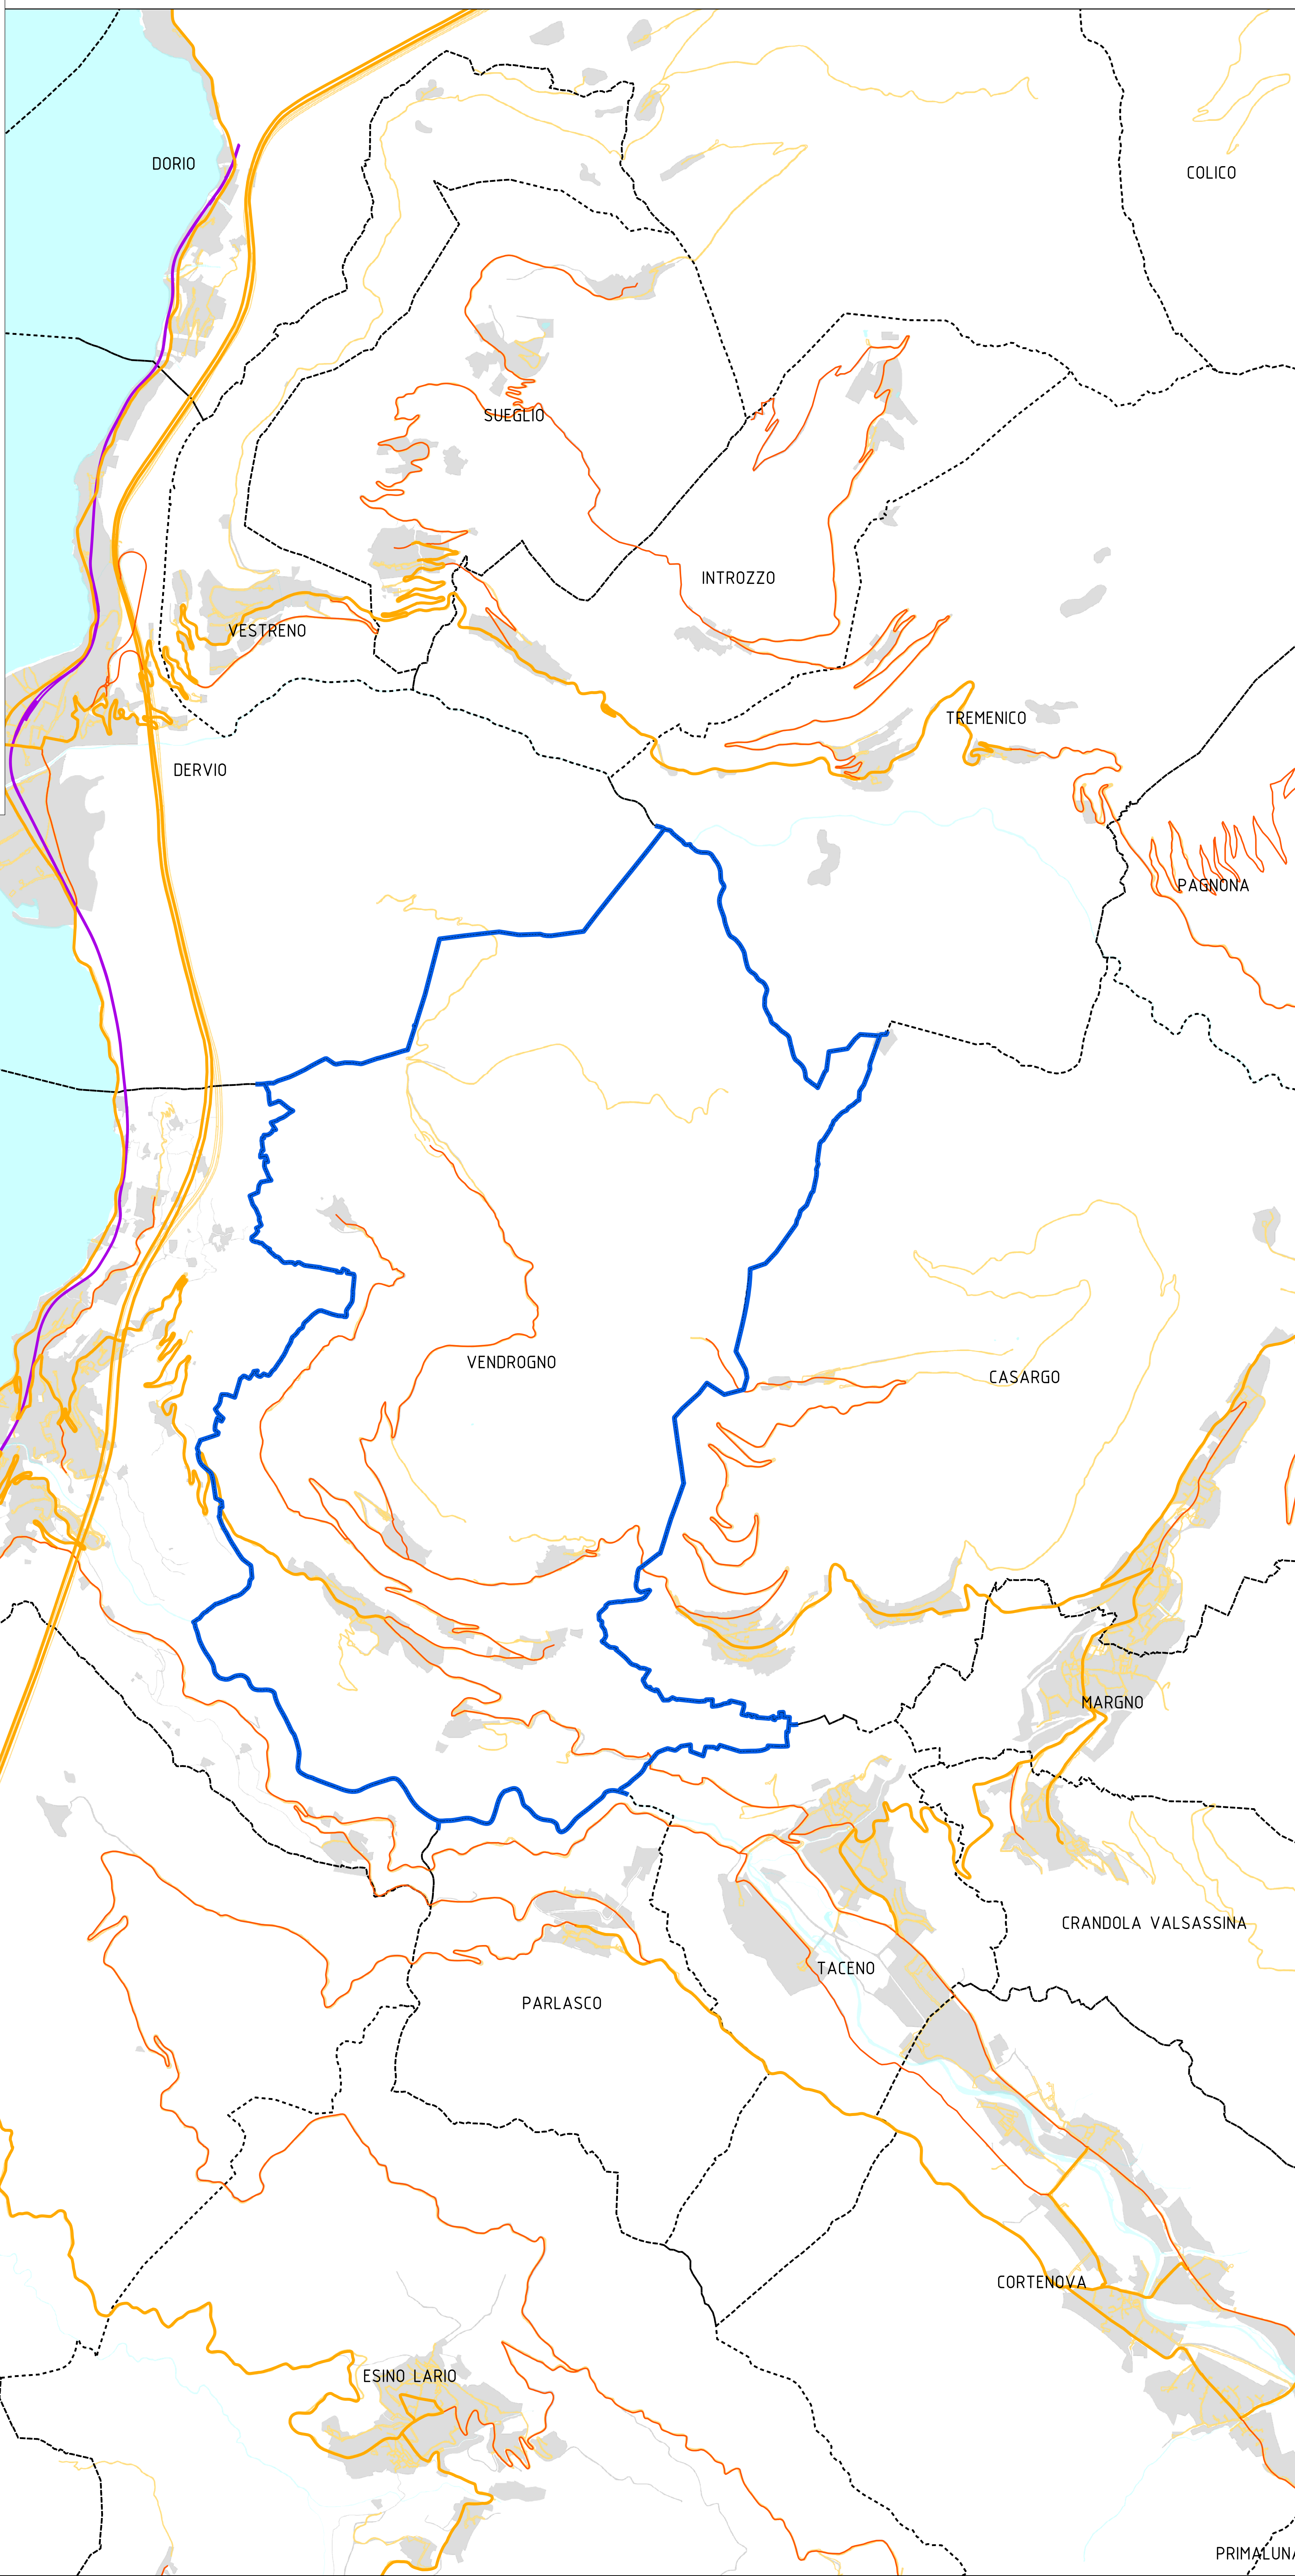 DORIO
COLICO
SUEGLIO
INTROZZO
VESTRENO
TREMENICO
DERVIO
PAGNONA
VENDROGNO
CASARGO
MARGNO
CRANDOLA VALSASSINA
TACENO
PARLASCO
CORTENOVA
ESINO LARIO
PRIMALUNA